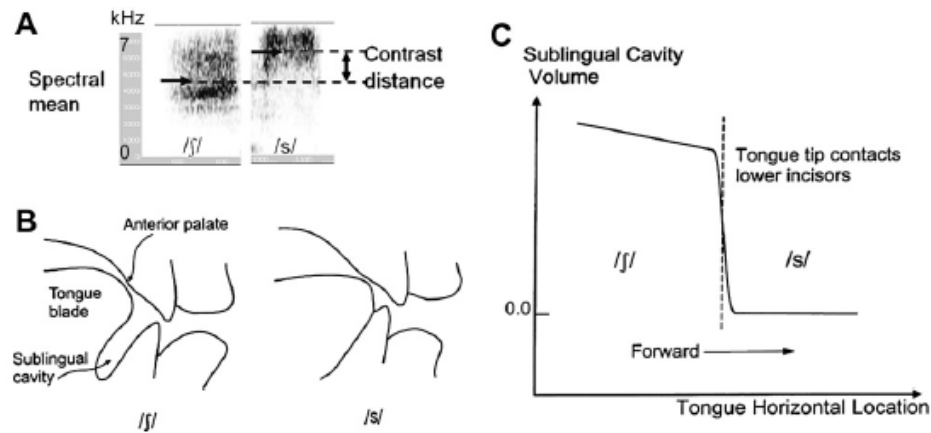 A
kHz
7
Spectral
mean
0
/ʃ/
/s/
Contrast
distance
B
Anterior palate
Tongue
blade
Sublingual
cavity
/ʃ/
/s/
C
Sublingual Cavity
Volume
Tongue tip contacts
lower incisors
/ʃ/
/s/
0.0
Forward
Tongue Horizontal Location